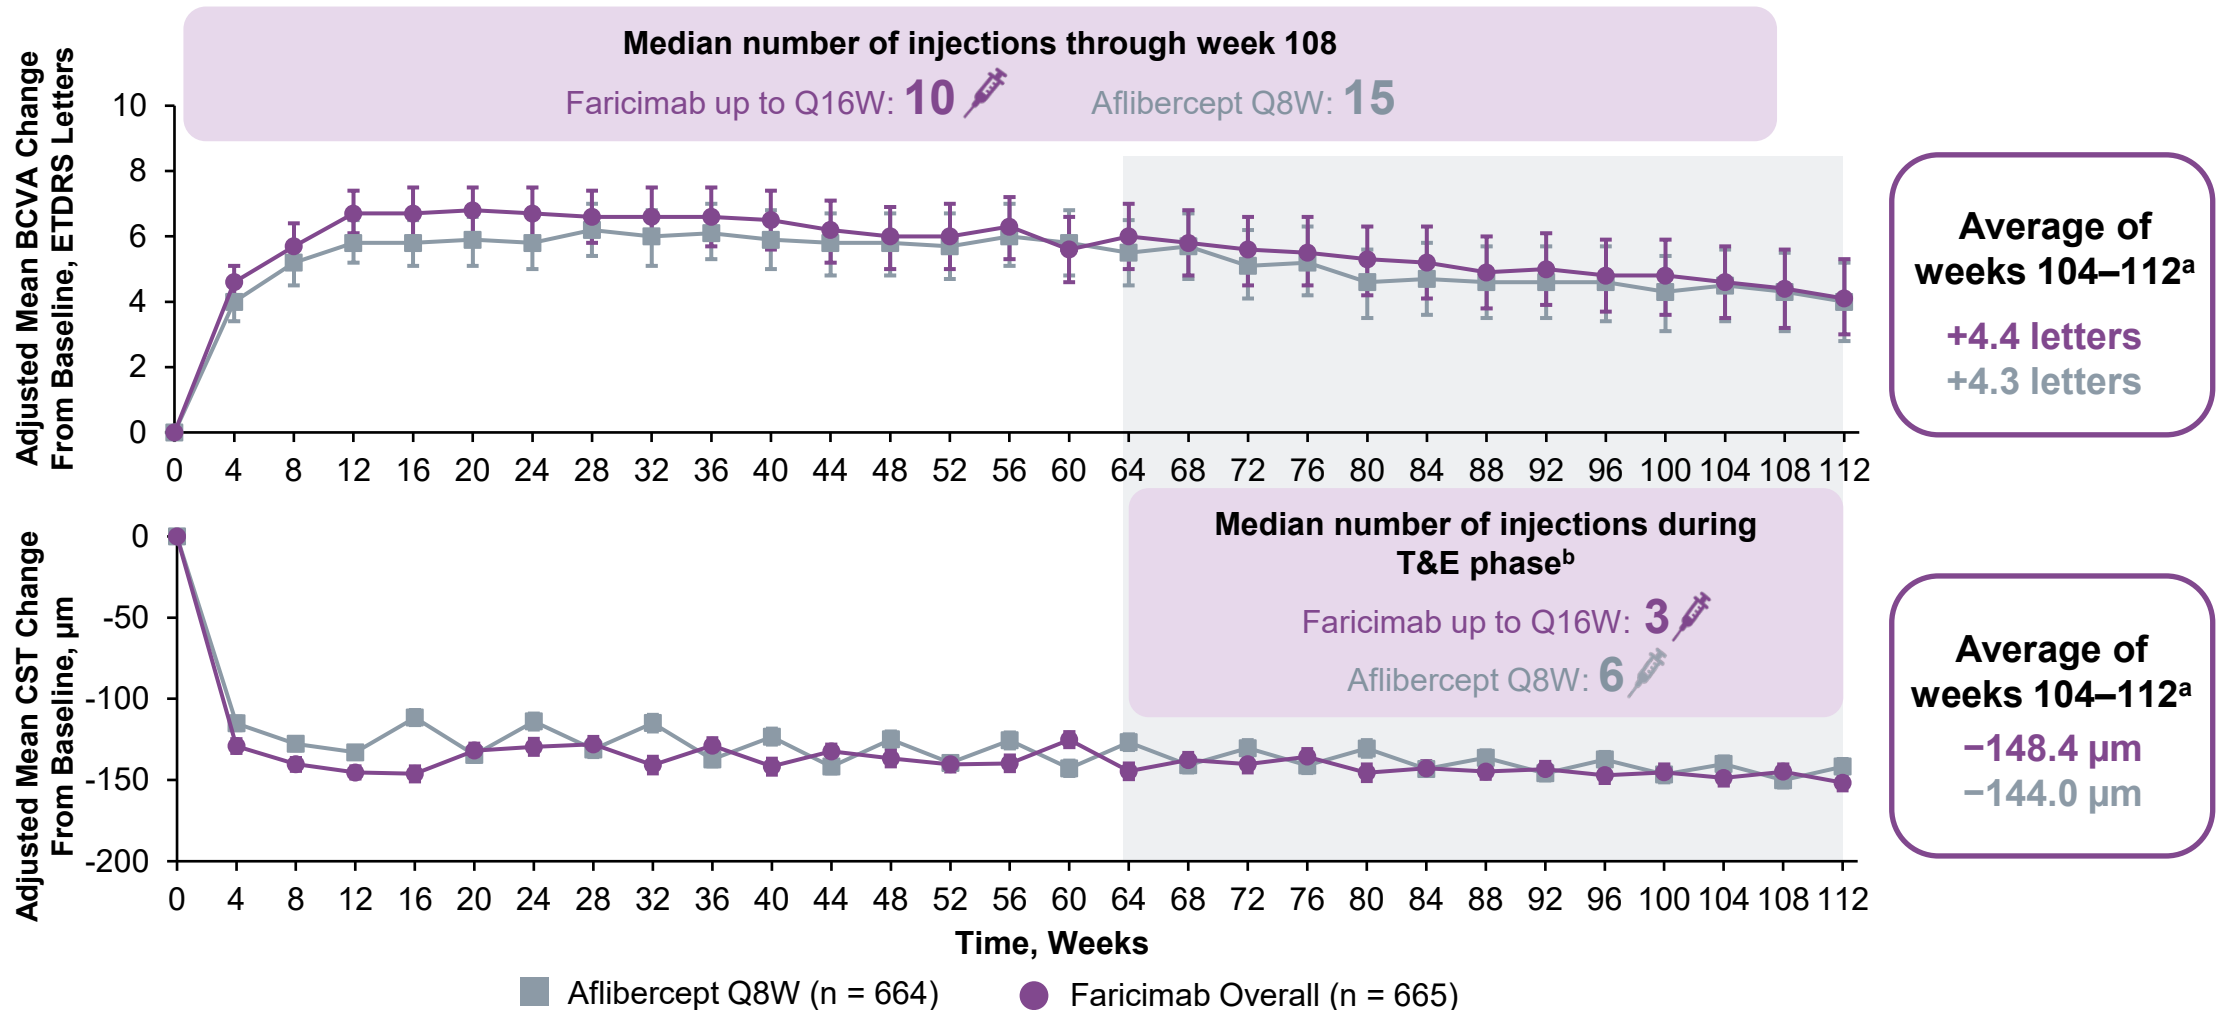 Median number of injections through week 108
Faricimab up to Q16W: 10
Aflibercept Q8W: 15
Adjusted Mean BCVA Change
From Baseline, ETDRS Letters
10
8
6
4
2
0
0 4 8 12 16 20 24 28 32 36 40 44 48 52 56 60 64 68 72 76 80 84 88 92 96 100 104 108 112
Average of
weeks 104–112ᵃ
+4.4 letters
+4.3 letters
Median number of injections during
T&E phaseᵇ
Faricimab up to Q16W: 3
Aflibercept Q8W: 6
Adjusted Mean CST Change
From Baseline, µm
0
-50
-100
-150
-200
0 4 8 12 16 20 24 28 32 36 40 44 48 52 56 60 64 68 72 76 80 84 88 92 96 100 104 108 112
Average of
weeks 104–112ᵃ
−148.4 µm
−144.0 µm
Time, Weeks
Aflibercept Q8W (n = 664)
Faricimab Overall (n = 665)